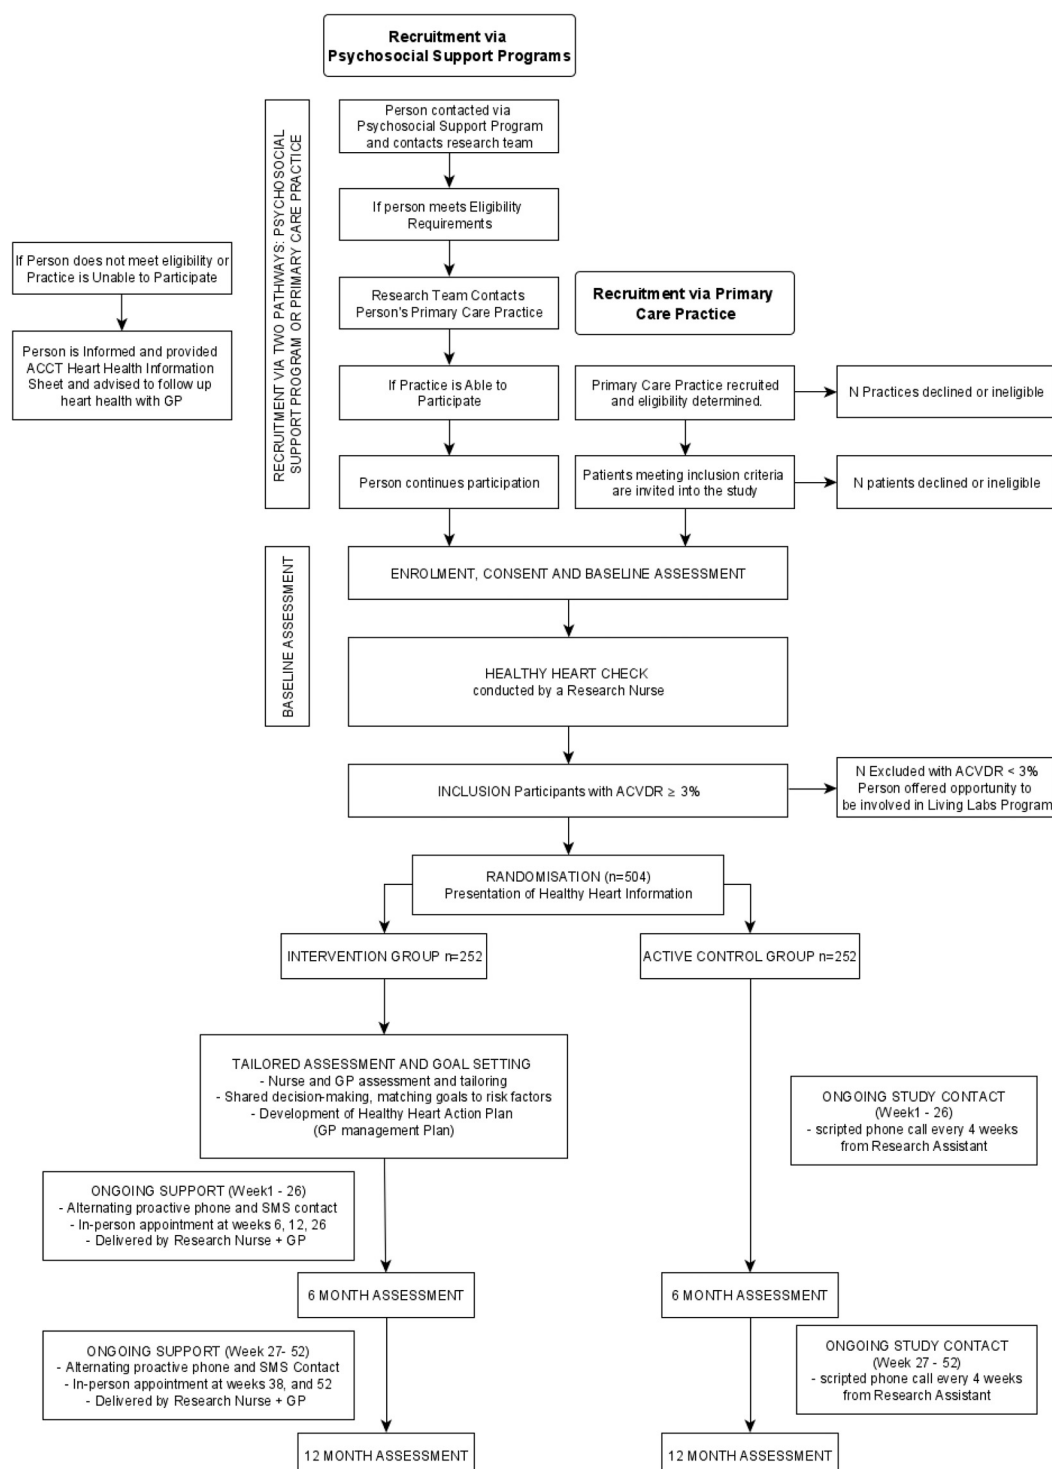 Recruitment via
Psychosocial Support Programs
RECRUITMENT VIA TWO PATHWAYS: PSYCHOSOCIAL
SUPPORT PROGRAM OR PRIMARY CARE PRACTICE
Person contacted via
Psychosocial Support Program
and contacts research team
If person meets Eligibility
Requirements
If Person does not meet eligibility or
Practice is Unable to Participate
Research Team Contacts
Person's Primary Care Practice
Recruitment via Primary
Care Practice
Person is Informed and provided
ACCT Heart Health Information
Sheet and advised to follow up
heart health with GP
If Practice is Able to
Participate
Primary Care Practice recruited
and eligibility determined.
N Practices declined or ineligible
Person continues participation
Patients meeting inclusion criteria
are invited into the study
N patients declined or ineligible
BASELINE ASSESSMENT
ENROLMENT, CONSENT AND BASELINE ASSESSMENT
HEALTHY HEART CHECK
conducted by a Research Nurse
INCLUSION Participants with ACVDR ≥ 3%
N Excluded with ACVDR < 3%
Person offered opportunity to
be involved in Living Labs Program
RANDOMISATION (n=504)
Presentation of Healthy Heart Information
INTERVENTION GROUP n=252
ACTIVE CONTROL GROUP n=252
TAILORED ASSESSMENT AND GOAL SETTING
- Nurse and GP assessment and tailoring
- Shared decision-making, matching goals to risk factors
- Development of Healthy Heart Action Plan
(GP management Plan)
ONGOING STUDY CONTACT
(Week1 - 26)
- scripted phone call every 4 weeks
from Research Assistant
ONGOING SUPPORT (Week1 - 26)
- Alternating proactive phone and SMS contact
- In-person appointment at weeks 6, 12, 26
- Delivered by Research Nurse + GP
6 MONTH ASSESSMENT
6 MONTH ASSESSMENT
ONGOING SUPPORT (Week 27- 52)
- Alternating proactive phone and SMS Contact
- In-person appointment at weeks 38, and 52
- Delivered by Research Nurse + GP
ONGOING STUDY CONTACT
(Week 27 - 52)
- scripted phone call every 4 weeks
from Research Assistant
12 MONTH ASSESSMENT
12 MONTH ASSESSMENT